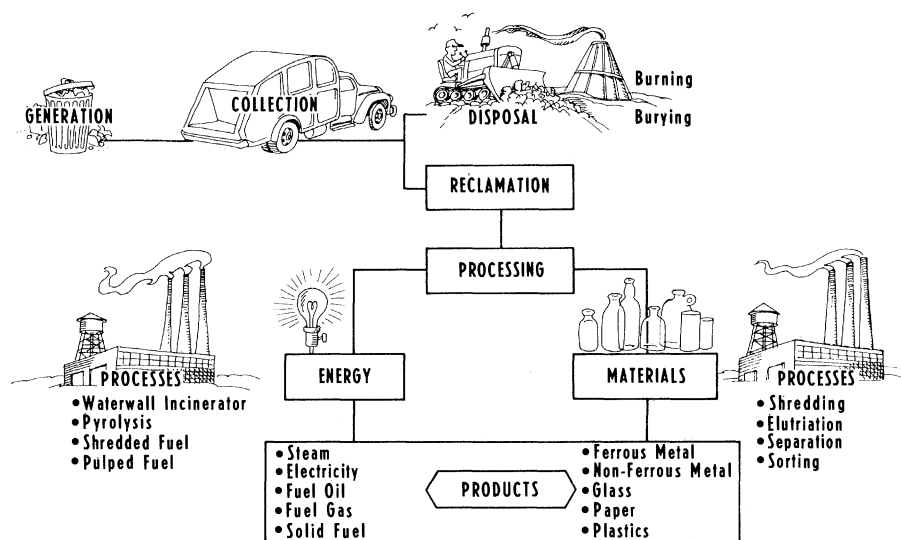 GENERATION
COLLECTION
DISPOSAL
Burning
Burying
RECLAMATION
PROCESSING
ENERGY
MATERIALS
PROCESSES
• Waterwall Incinerator
• Pyrolysis
• Shredded Fuel
• Pulped Fuel
PROCESSES
• Shredding
• Elutriation
• Separation
• Sorting
• Steam
• Electricity
• Fuel Oil
• Fuel Gas
• Solid Fuel
PRODUCTS
• Ferrous Metal
• Non-Ferrous Metal
• Glass
• Paper
• Plastics